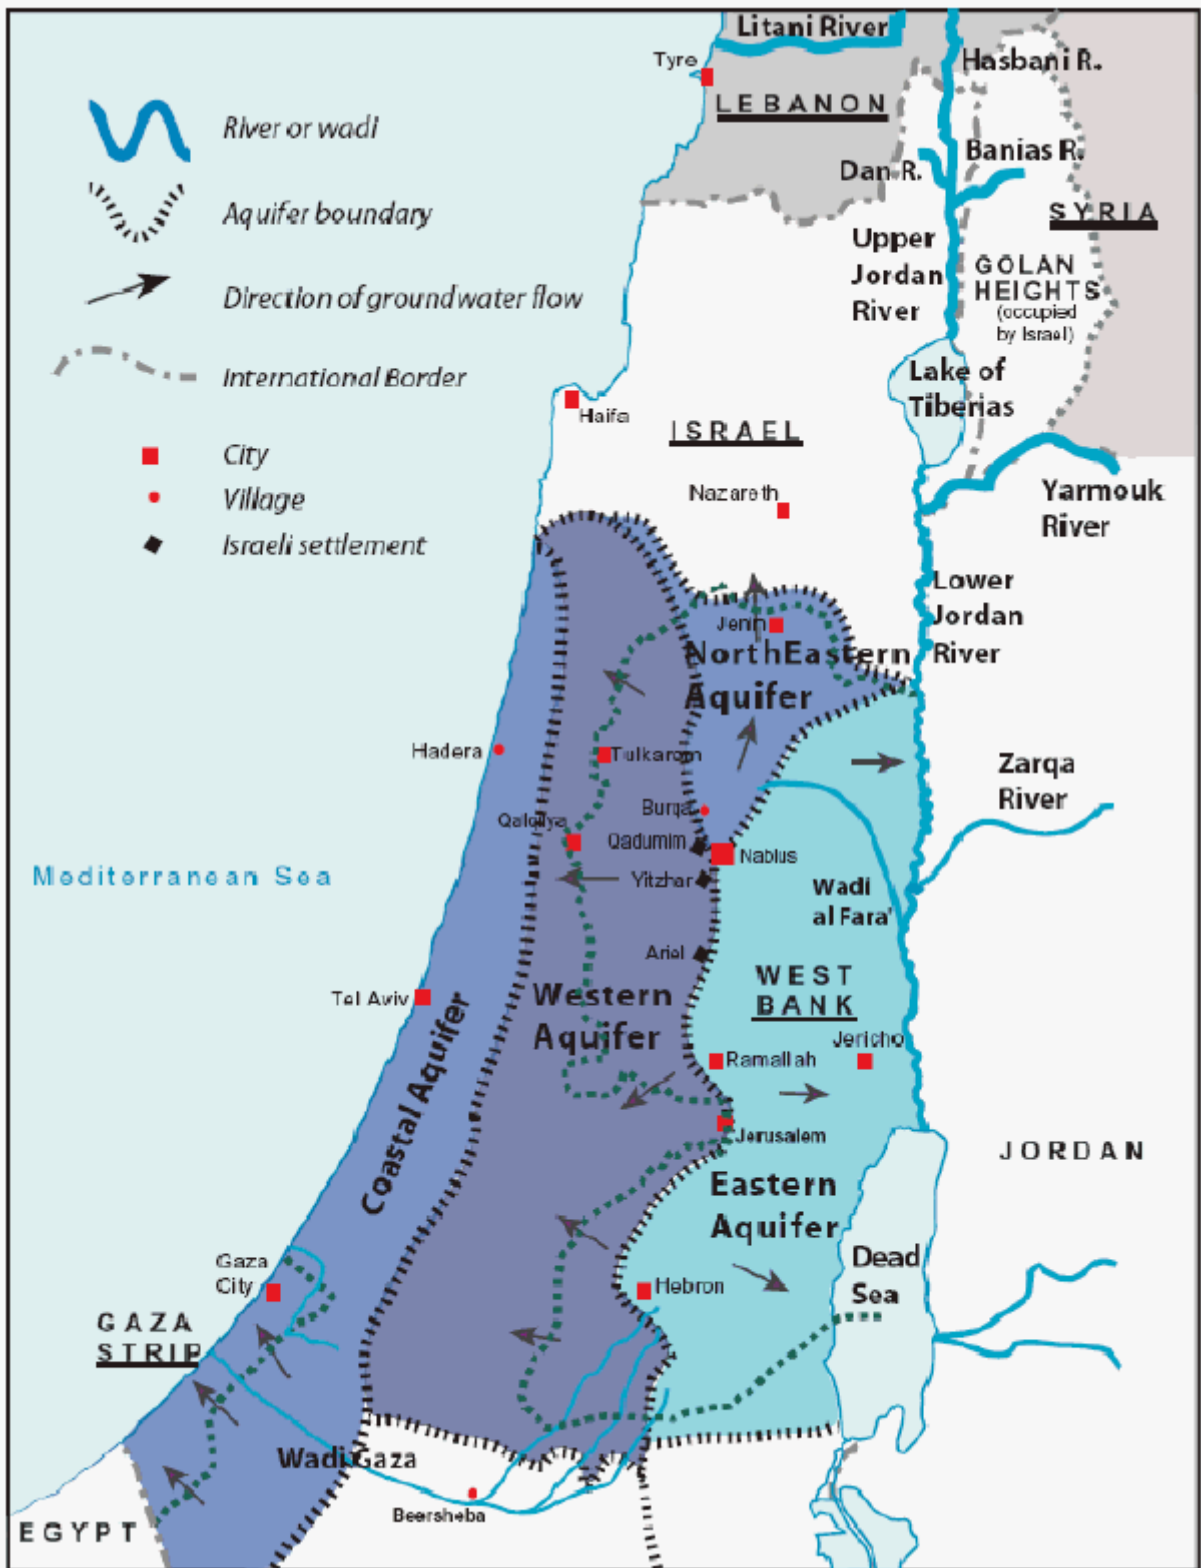 Litani River
Tyre
Hasbani R.
LEBANON
River or wadi
Dan R.
Banias R.
Aquifer boundary
SYRIA
Upper
Jordan
River
GOLAN
HEIGHTS
(occupied
by Israel)
Direction of groundwater flow
International Border
Lake of
Tiberias
Haifa
ISRAEL
City
Village
Israeli settlement
Nazareth
Yarmouk
River
Lower
Jordan
River
Jenin
NorthEastern
Aquifer
Hadera
Tulkarem
Zarqa
River
Burqa
Qalqilya
Qadumim
Nablus
Mediterranean Sea
Yitzhar
Wadi
al Fara'
Ariel
WEST
BANK
Tel Aviv
Western
Aquifer
Jericho
Ramallah
Coastal Aquifer
Jerusalem
JORDAN
Eastern
Aquifer
Gaza
City
Hebron
Dead
Sea
GAZA
STRIP
Wadi Gaza
Beersheba
EGYPT